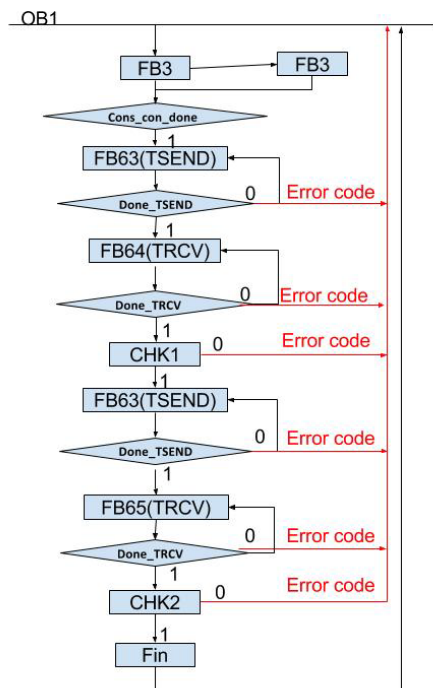 OB1
FB3
FB3
Cons_con_done
1
FB63(TSEND)
0 Error code
Done_TSEND
1
FB64(TRCV)
0 Error code
Done_TRCV
1
CHK1 0 Error code
1
FB63(TSEND)
0 Error code
Done_TSEND
1
FB65(TRCV)
0 Error code
Done_TRCV
1
CHK2 0 Error code
1
Fin